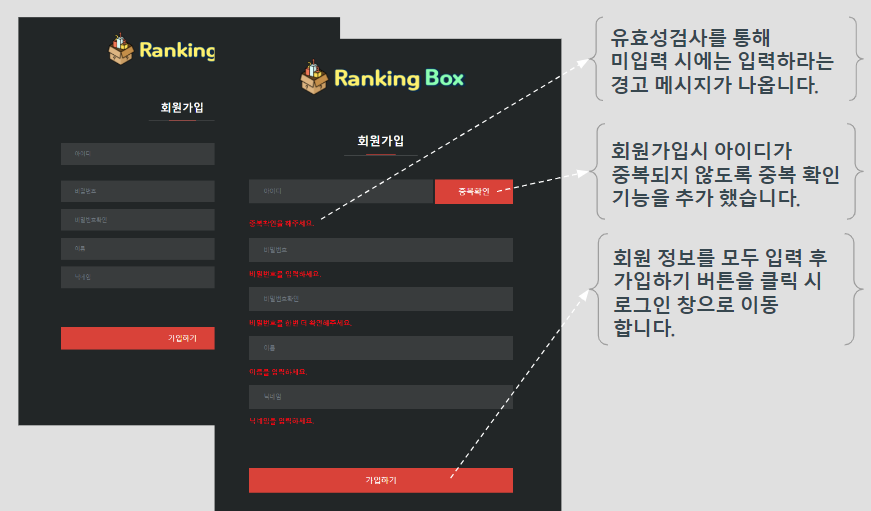 Ranking
회원가입
아이디
비밀번호
비밀번호확인
이름
닉네임
가입하기
Ranking Box
회원가입
아이디
중복확인
중복확인을 해주세요.
비밀번호
비밀번호를 입력하세요.
비밀번호확인
비밀번호를 한번 더 확인해주세요.
이름
이름을 입력하세요.
닉네임
닉네임을 입력하세요.
가입하기
유효성검사를 통해
미입력 시에는 입력하라는
경고 메시지가 나옵니다.
회원가입시 아이디가
중복되지 않도록 중복 확인
기능을 추가 했습니다.
회원 정보를 모두 입력 후
가입하기 버튼을 클릭 시
로그인 창으로 이동
합니다.